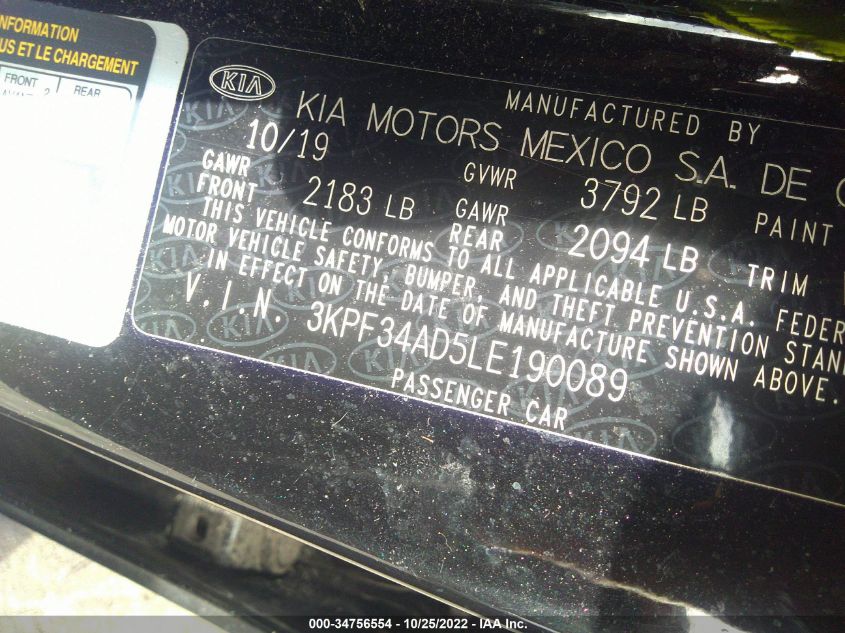 INFORMATION
US ET LE CHARGEMENT
FRONT
2
REAR
KIA
MANUFACTURED BY
KIA MOTORS MEXICO S.A. DE
10/19
GVWR 3792 LB
PAINT
GAWR FRONT 2183 LB
GAWR REAR 2094 LB
TRIM
THIS VEHICLE CONFORMS TO ALL APPLICABLE U.S.A. FEDER
MOTOR VEHICLE SAFETY, BUMPER, AND THEFT PREVENTION STAN
IN EFFECT ON THE DATE OF MANUFACTURE SHOWN ABOVE.
V.I.N. 3KPF34AD5LE190089
PASSENGER CAR
000-34756554 - 10/25/2022 - IAA Inc.